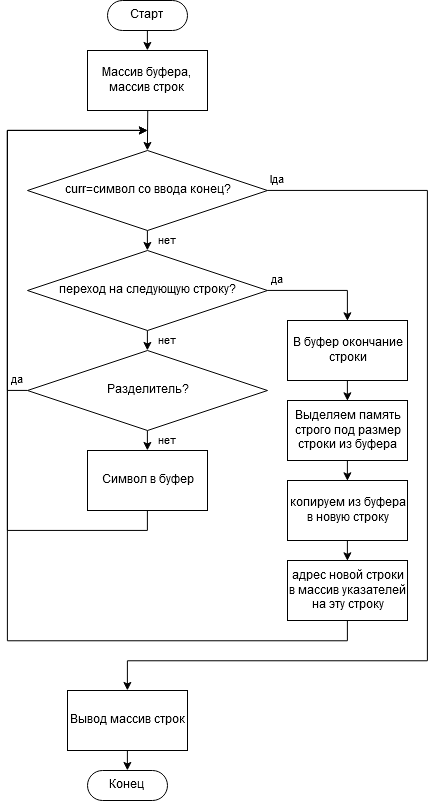 Старт
Массив буфера,
массив строк
curr=символ со ввода конец?
Iда
нет
переход на следующую строку?
да
нет
В буфер окончание
строки
да
Разделитель?
Выделяем память
строго под размер
строки из буфера
нет
Символ в буфер
копируем из буфера
в новую строку
адрес новой строки
в массив указателей
на эту строку
Вывод массив строк
Конец